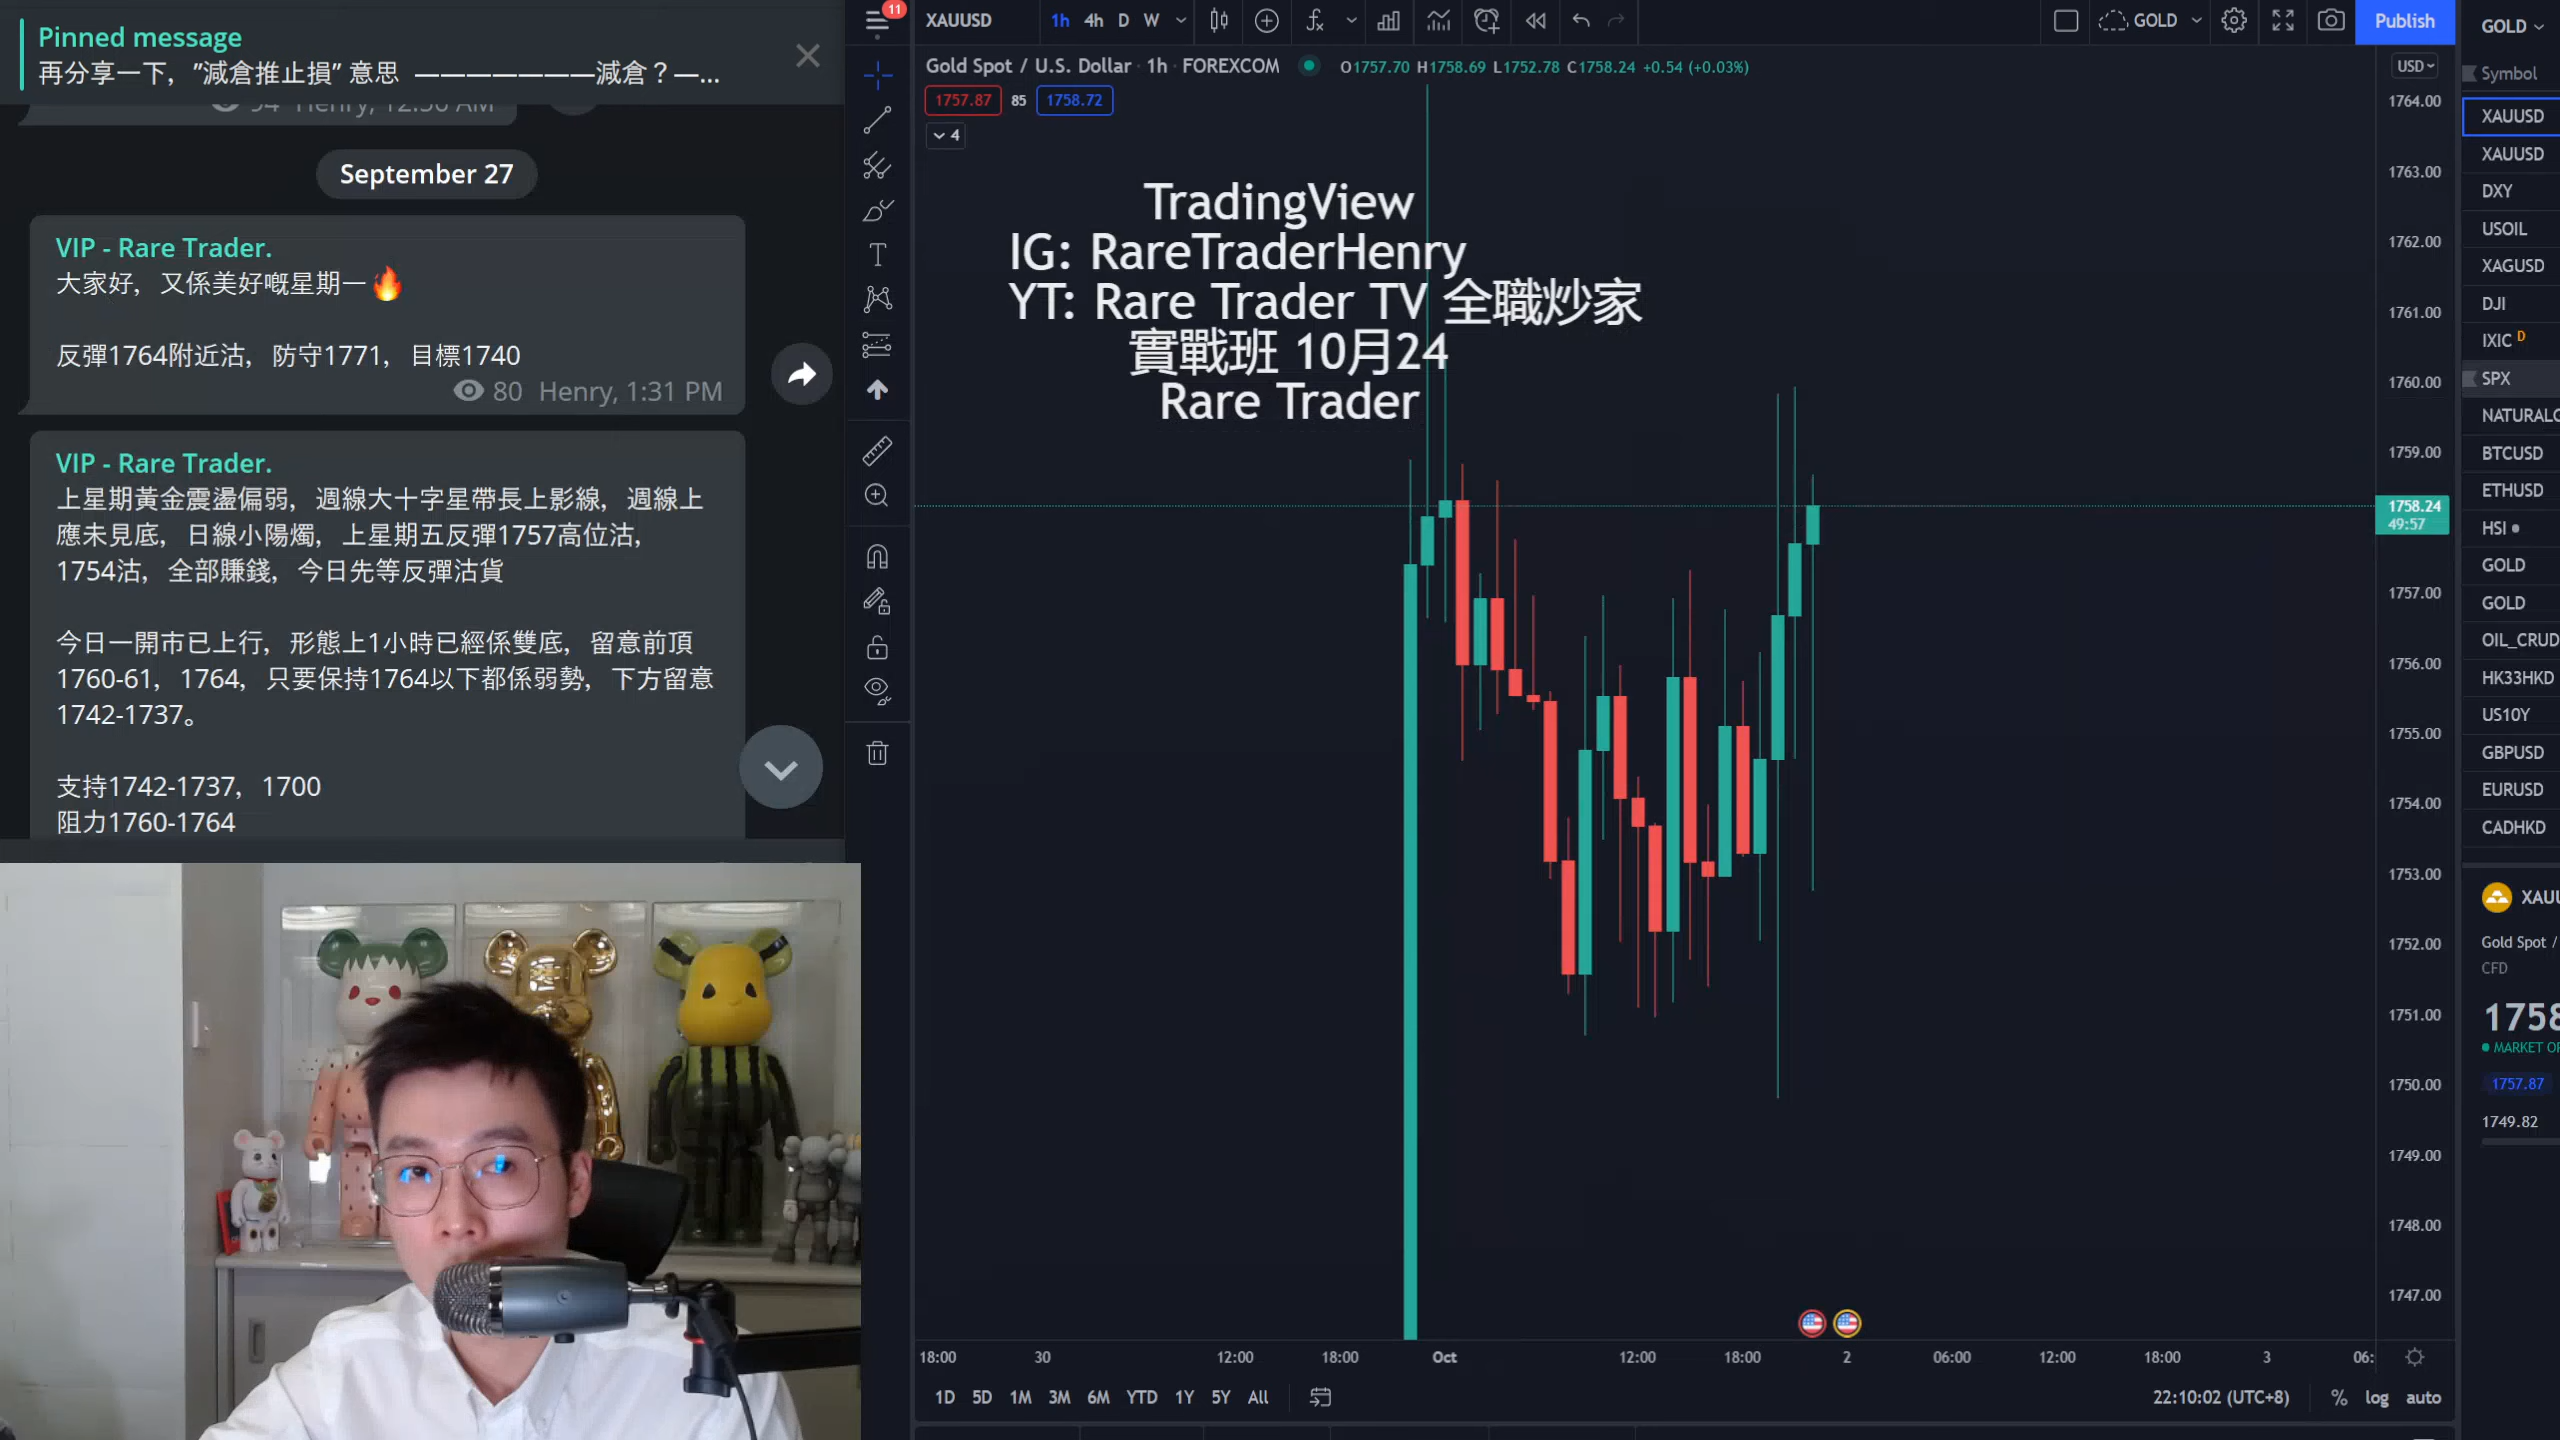 Pinned message
再分享一下，"減倉推止損" 意思 ———————減倉？—...
94 Henry, 12:56 AM
September 27
VIP - Rare Trader.
大家好，又係美好嘅星期一🔥
反彈1764附近沽，防守1771，目標1740
80 Henry, 1:31 PM
VIP - Rare Trader.
上星期黃金震盪偏弱，週線大十字星帶長上影線，週線上
應未見底，日線小陽燭，上星期五反彈1757高位沽，
1754沽，全部賺錢，今日先等反彈沽貨
今日一開市已上行，形態上1小時已經係雙底，留意前頂
1760-61，1764，只要保持1764以下都係弱勢，下方留意
1742-1737。
支持1742-1737，1700
阻力1760-1764
11
XAUUSD 1h 4h D W
GOLD
Publish
Gold Spot / U.S. Dollar · 1h · FOREXCOM O1757.70 H1758.69 L1752.78 C1758.24 +0.54 (+0.03%)
1757.87 85 1758.72
4
TradingView
IG: RareTraderHenry
YT: Rare Trader TV 全職炒家
實戰班 10月24
Rare Trader
USD
1764.00
1763.00
1762.00
1761.00
1760.00
1759.00
1758.24
49:57
1757.00
1756.00
1755.00
1754.00
1753.00
1752.00
1751.00
1750.00
1749.00
1748.00
1747.00
18:00 30 12:00 18:00 Oct 12:00 18:00 2 06:00 12:00 18:00 3 06:
1D 5D 1M 3M 6M YTD 1Y 5Y All
22:10:02 (UTC+8) % log auto
GOLD
Symbol
XAUUSD
XAUUSD
DXY
USOIL
XAGUSD
DJI
IXIC D
SPX
NATURALG
BTCUSD
ETHUSD
HSI
GOLD
GOLD
OIL_CRUD
HK33HKD
US10Y
GBPUSD
EURUSD
CADHKD
XAUU
Gold Spot /
CFD
1758
MARKET OP
1757.87
1749.82